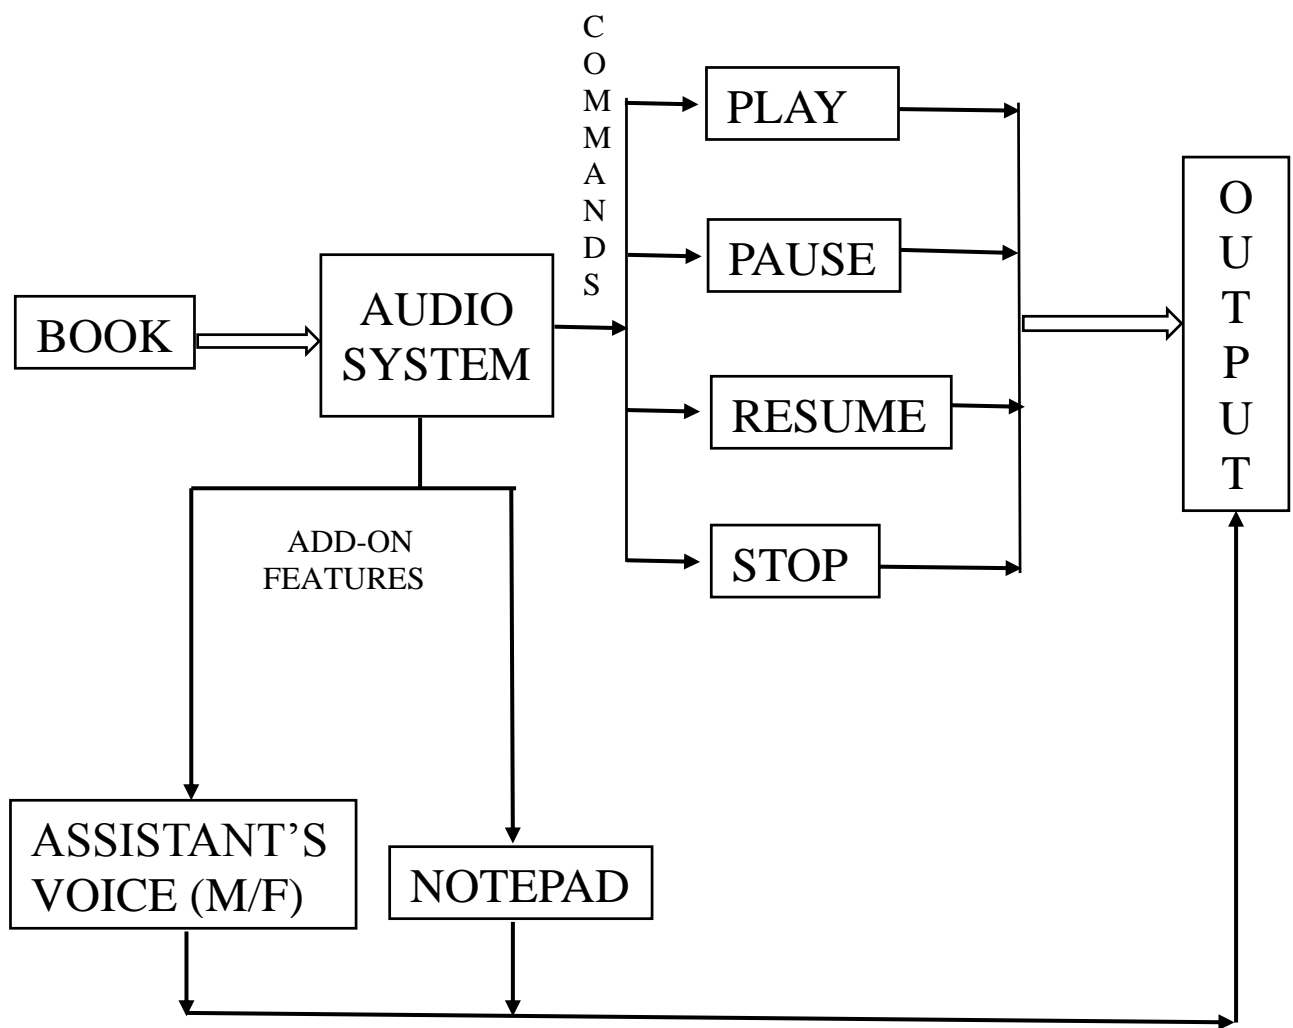 COMMANDS
PLAY
PAUSE
BOOK
AUDIO
SYSTEM
RESUME
STOP
OUTPUT
ADD-ON
FEATURES
ASSISTANT’S
VOICE (M/F)
NOTEPAD